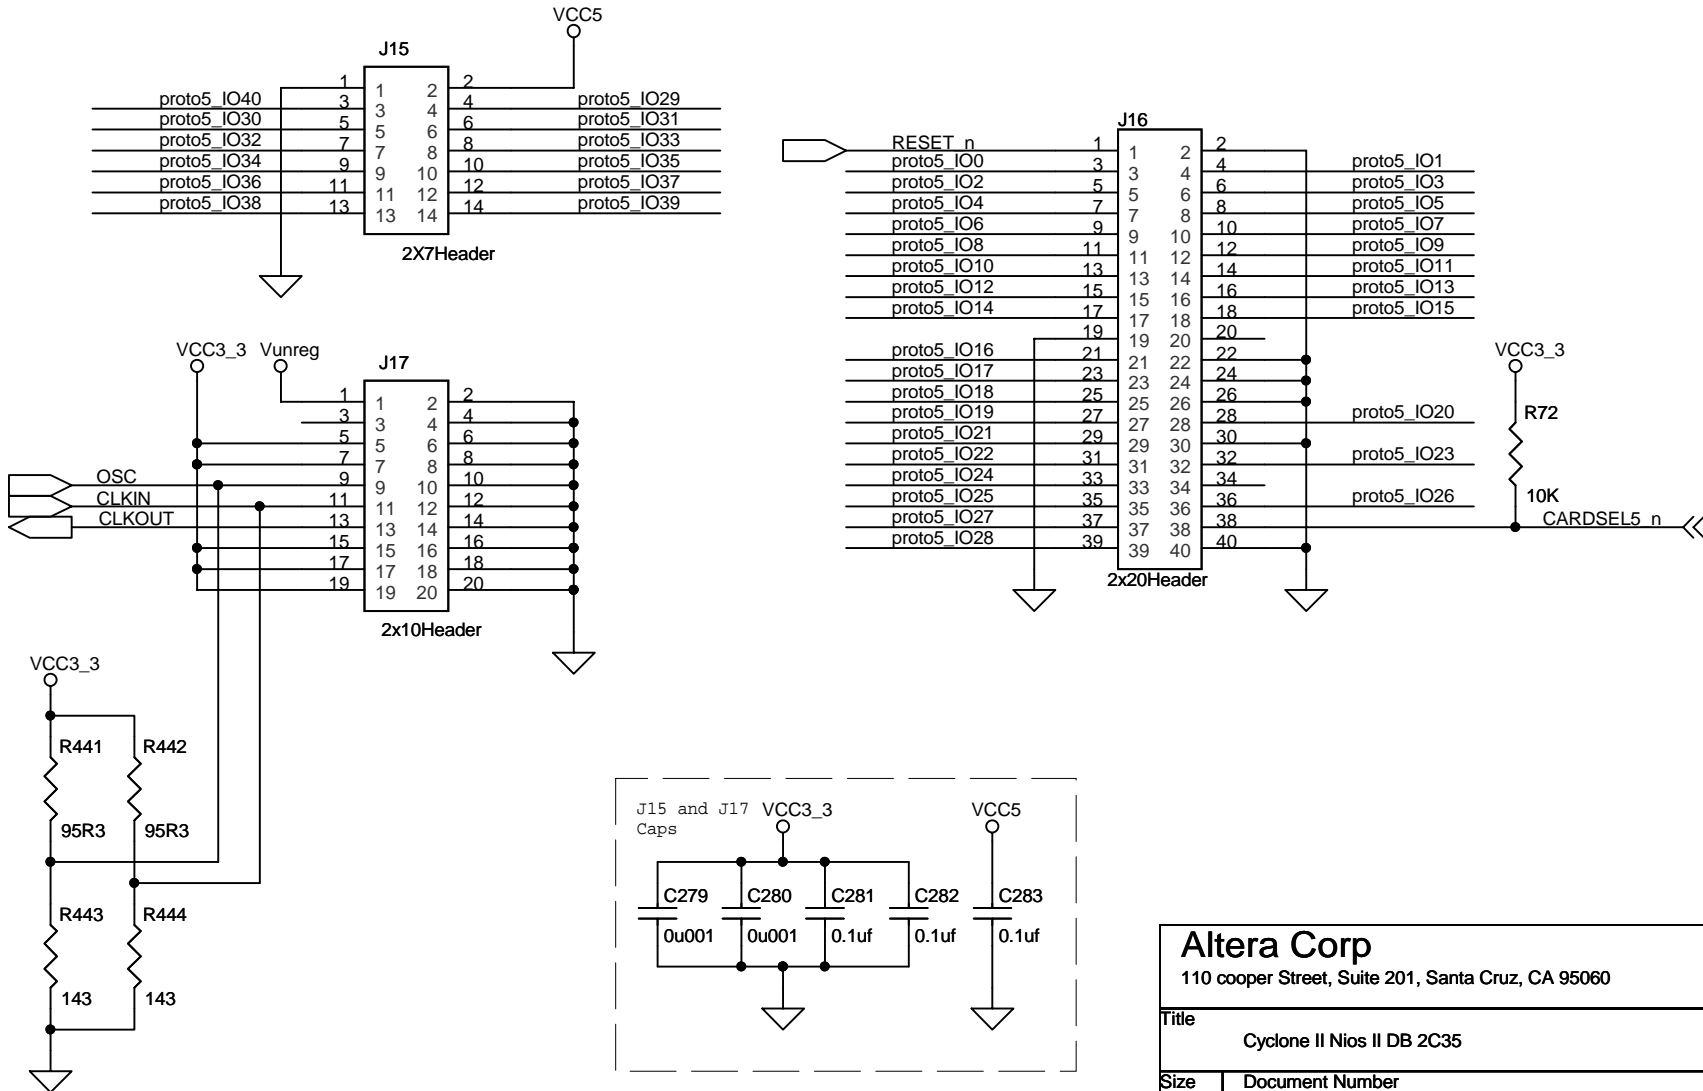 VCC5
J15
1 1 2 2
proto5_IO40 3 3 4 4 proto5_IO29
proto5_IO30 5 5 6 6 proto5_IO31
proto5_IO32 7 7 8 8 proto5_IO33
proto5_IO34 9 9 10 10 proto5_IO35
proto5_IO36 11 11 12 12 proto5_IO37
proto5_IO38 13 13 14 14 proto5_IO39
2X7Header
J16
RESET_n 1 1 2 2
proto5_IO0 3 3 4 4 proto5_IO1
proto5_IO2 5 5 6 6 proto5_IO3
proto5_IO4 7 7 8 8 proto5_IO5
proto5_IO6 9 9 10 10 proto5_IO7
proto5_IO8 11 11 12 12 proto5_IO9
proto5_IO10 13 13 14 14 proto5_IO11
proto5_IO12 15 15 16 16 proto5_IO13
proto5_IO14 17 17 18 18 proto5_IO15
19 19 20 20
proto5_IO16 21 21 22 22
proto5_IO17 23 23 24 24
proto5_IO18 25 25 26 26
proto5_IO19 27 27 28 28 proto5_IO20
proto5_IO21 29 29 30 30
proto5_IO22 31 31 32 32 proto5_IO23
proto5_IO24 33 33 34 34
proto5_IO25 35 35 36 36 proto5_IO26
proto5_IO27 37 37 38 38 CARDSEL5_n
proto5_IO28 39 39 40 40
2x20Header
VCC3_3
R72
10K
VCC3_3 Vunreg
J17
1 1 2 2
3 3 4 4
5 5 6 6
7 7 8 8
OSC 9 9 10 10
CLKIN 11 11 12 12
CLKOUT 13 13 14 14
15 15 16 16
17 17 18 18
19 19 20 20
2x10Header
VCC3_3
R441 R442
95R3 95R3
R443 R444
143 143
J15 and J17
Caps
VCC3_3 VCC5
C279 C280 C281 C282 C283
0u001 0u001 0.1uf 0.1uf 0.1uf
Altera Corp
110 cooper Street, Suite 201, Santa Cruz, CA 95060
Title
Cyclone II Nios II DB 2C35
Size Document Number